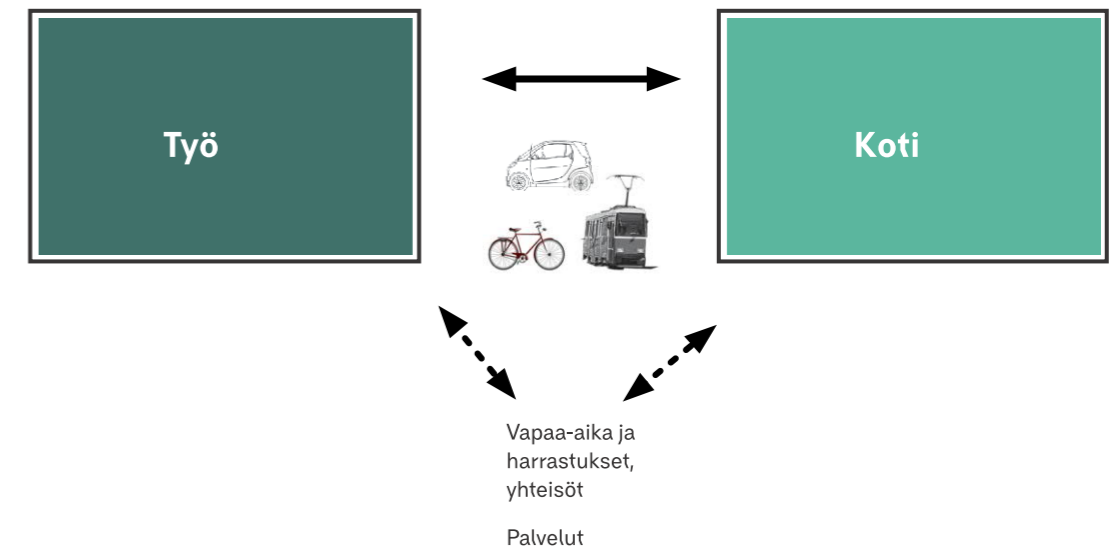 Työ
Koti
Vapaa-aika ja
harrastukset,
yhteisöt
Palvelut